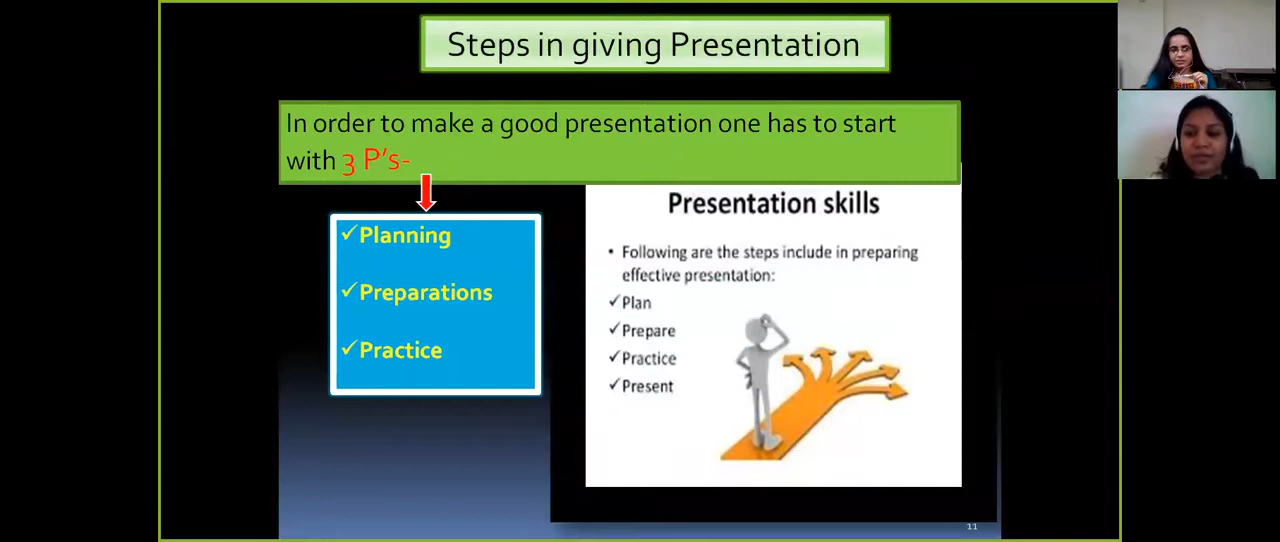 Steps in giving Presentation
In order to make a good presentation one has to start
with 3 P's-
✓Planning
✓Preparations
✓Practice
Presentation skills
• Following are the steps include in preparing
effective presentation:
✓Plan
✓Prepare
✓Practice
✓Present
11